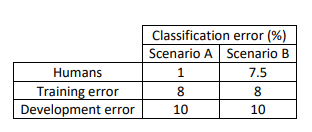 Classification error (%)
Scenario A Scenario B
Humans 1 7.5
Training error 8 8
Development error 10 10